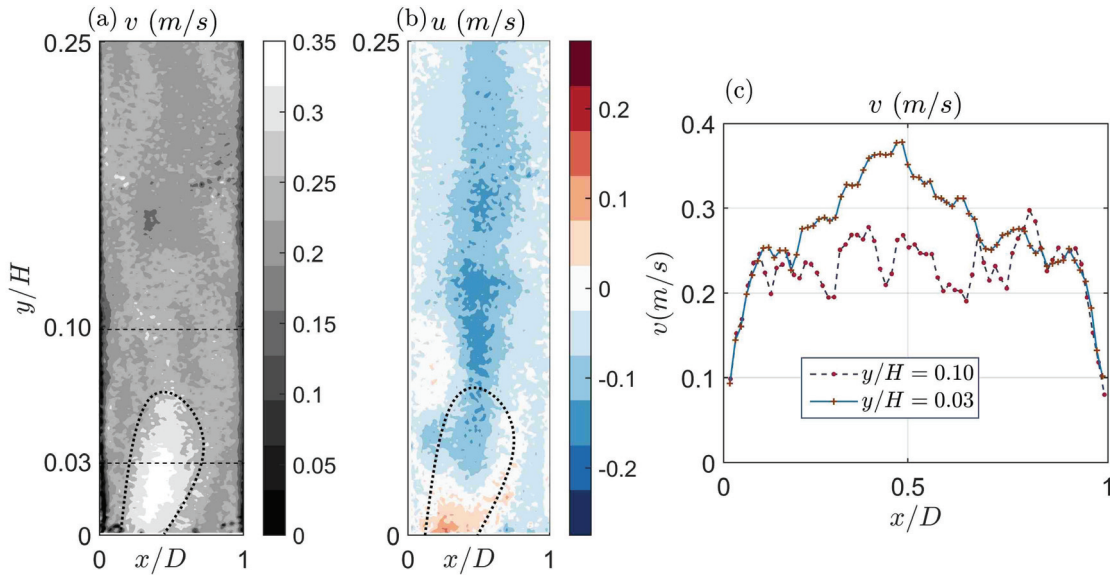 (a) v (m/s)
0.25
y/H
0.10
0.03
0
0 x/D 1
0.35
0.3
0.25
0.2
0.15
0.1
0.05
0
(b) u (m/s)
0.25
0
0 x/D 1
0.2
0.1
0
-0.1
-0.2
(c)
v (m/s)
v(m/s)
0.4
0.3
0.2
0.1
0
0 0.5 1
x/D
y/H = 0.10
y/H = 0.03